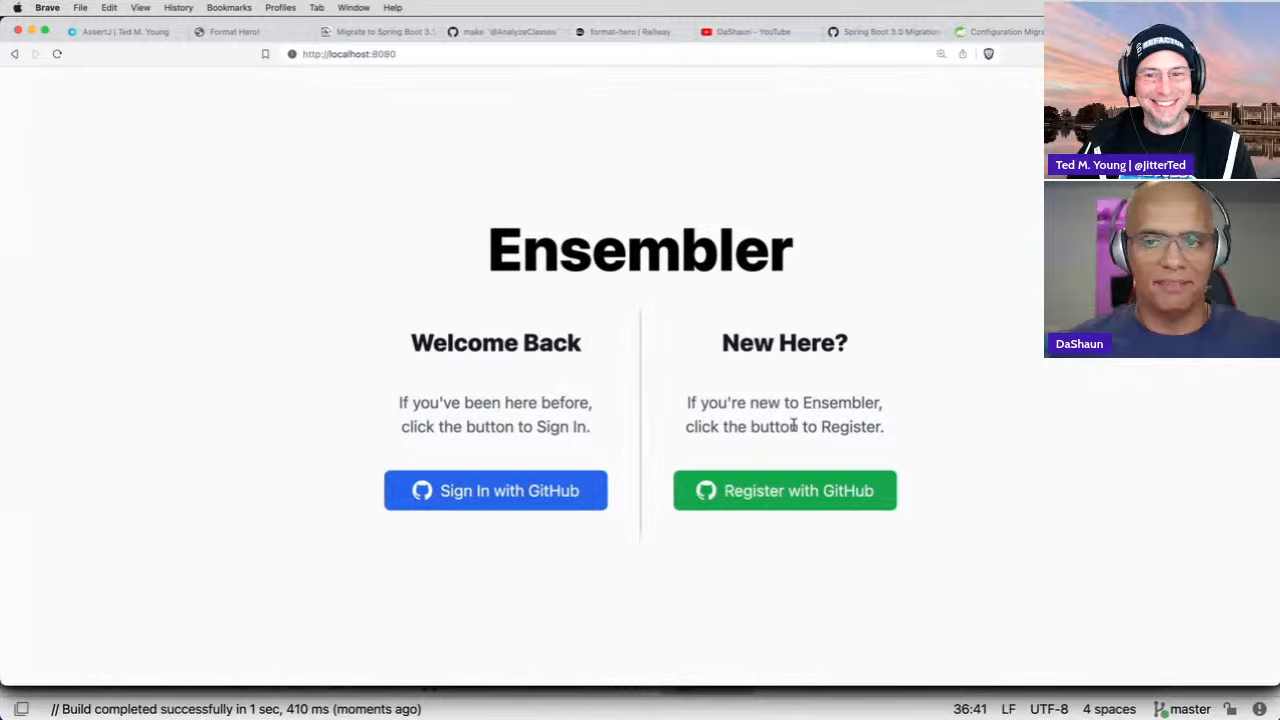 Brave File Edit View History Bookmarks Profiles Tab Window Help
AssertJ | Ted M. Young Format Hero! Migrate to Spring Boot 3. make `@AnalyzeClasses format-hero | Railway DaShaun - YouTube Spring Boot 3.0 Migration Configuration Migra
http://localhost:8080
REFACTOR
Ted M. Young | @JitterTed
DaShaun
Ensembler
Welcome Back
If you've been here before,
click the button to Sign In.
Sign In with GitHub
New Here?
If you're new to Ensembler,
click the button to Register.
Register with GitHub
// Build completed successfully in 1 sec, 410 ms (moments ago) 36:41 LF UTF-8 4 spaces master